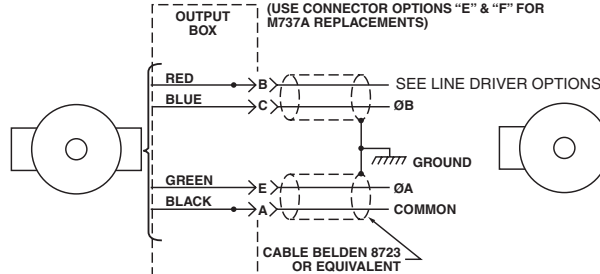 OUTPUT
BOX
(USE CONNECTOR OPTIONS “E” & “F” FOR
M737A REPLACEMENTS)
RED B SEE LINE DRIVER OPTIONS
BLUE C ØB
GROUND
GREEN E ØA
BLACK A COMMON
CABLE BELDEN 8723
OR EQUIVALENT